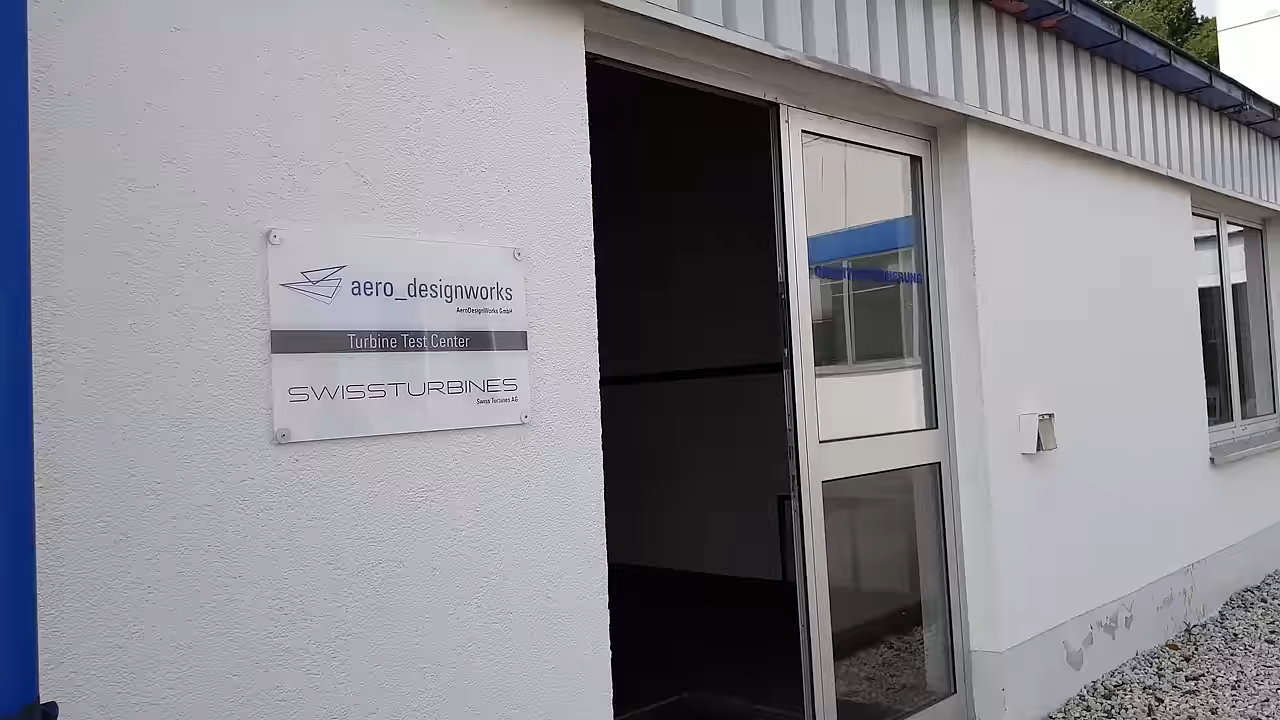 aero_designworks
AeroDesignWorks GmbH
Turbine Test Center
SWISSTURBINES
Swiss Turbines AG